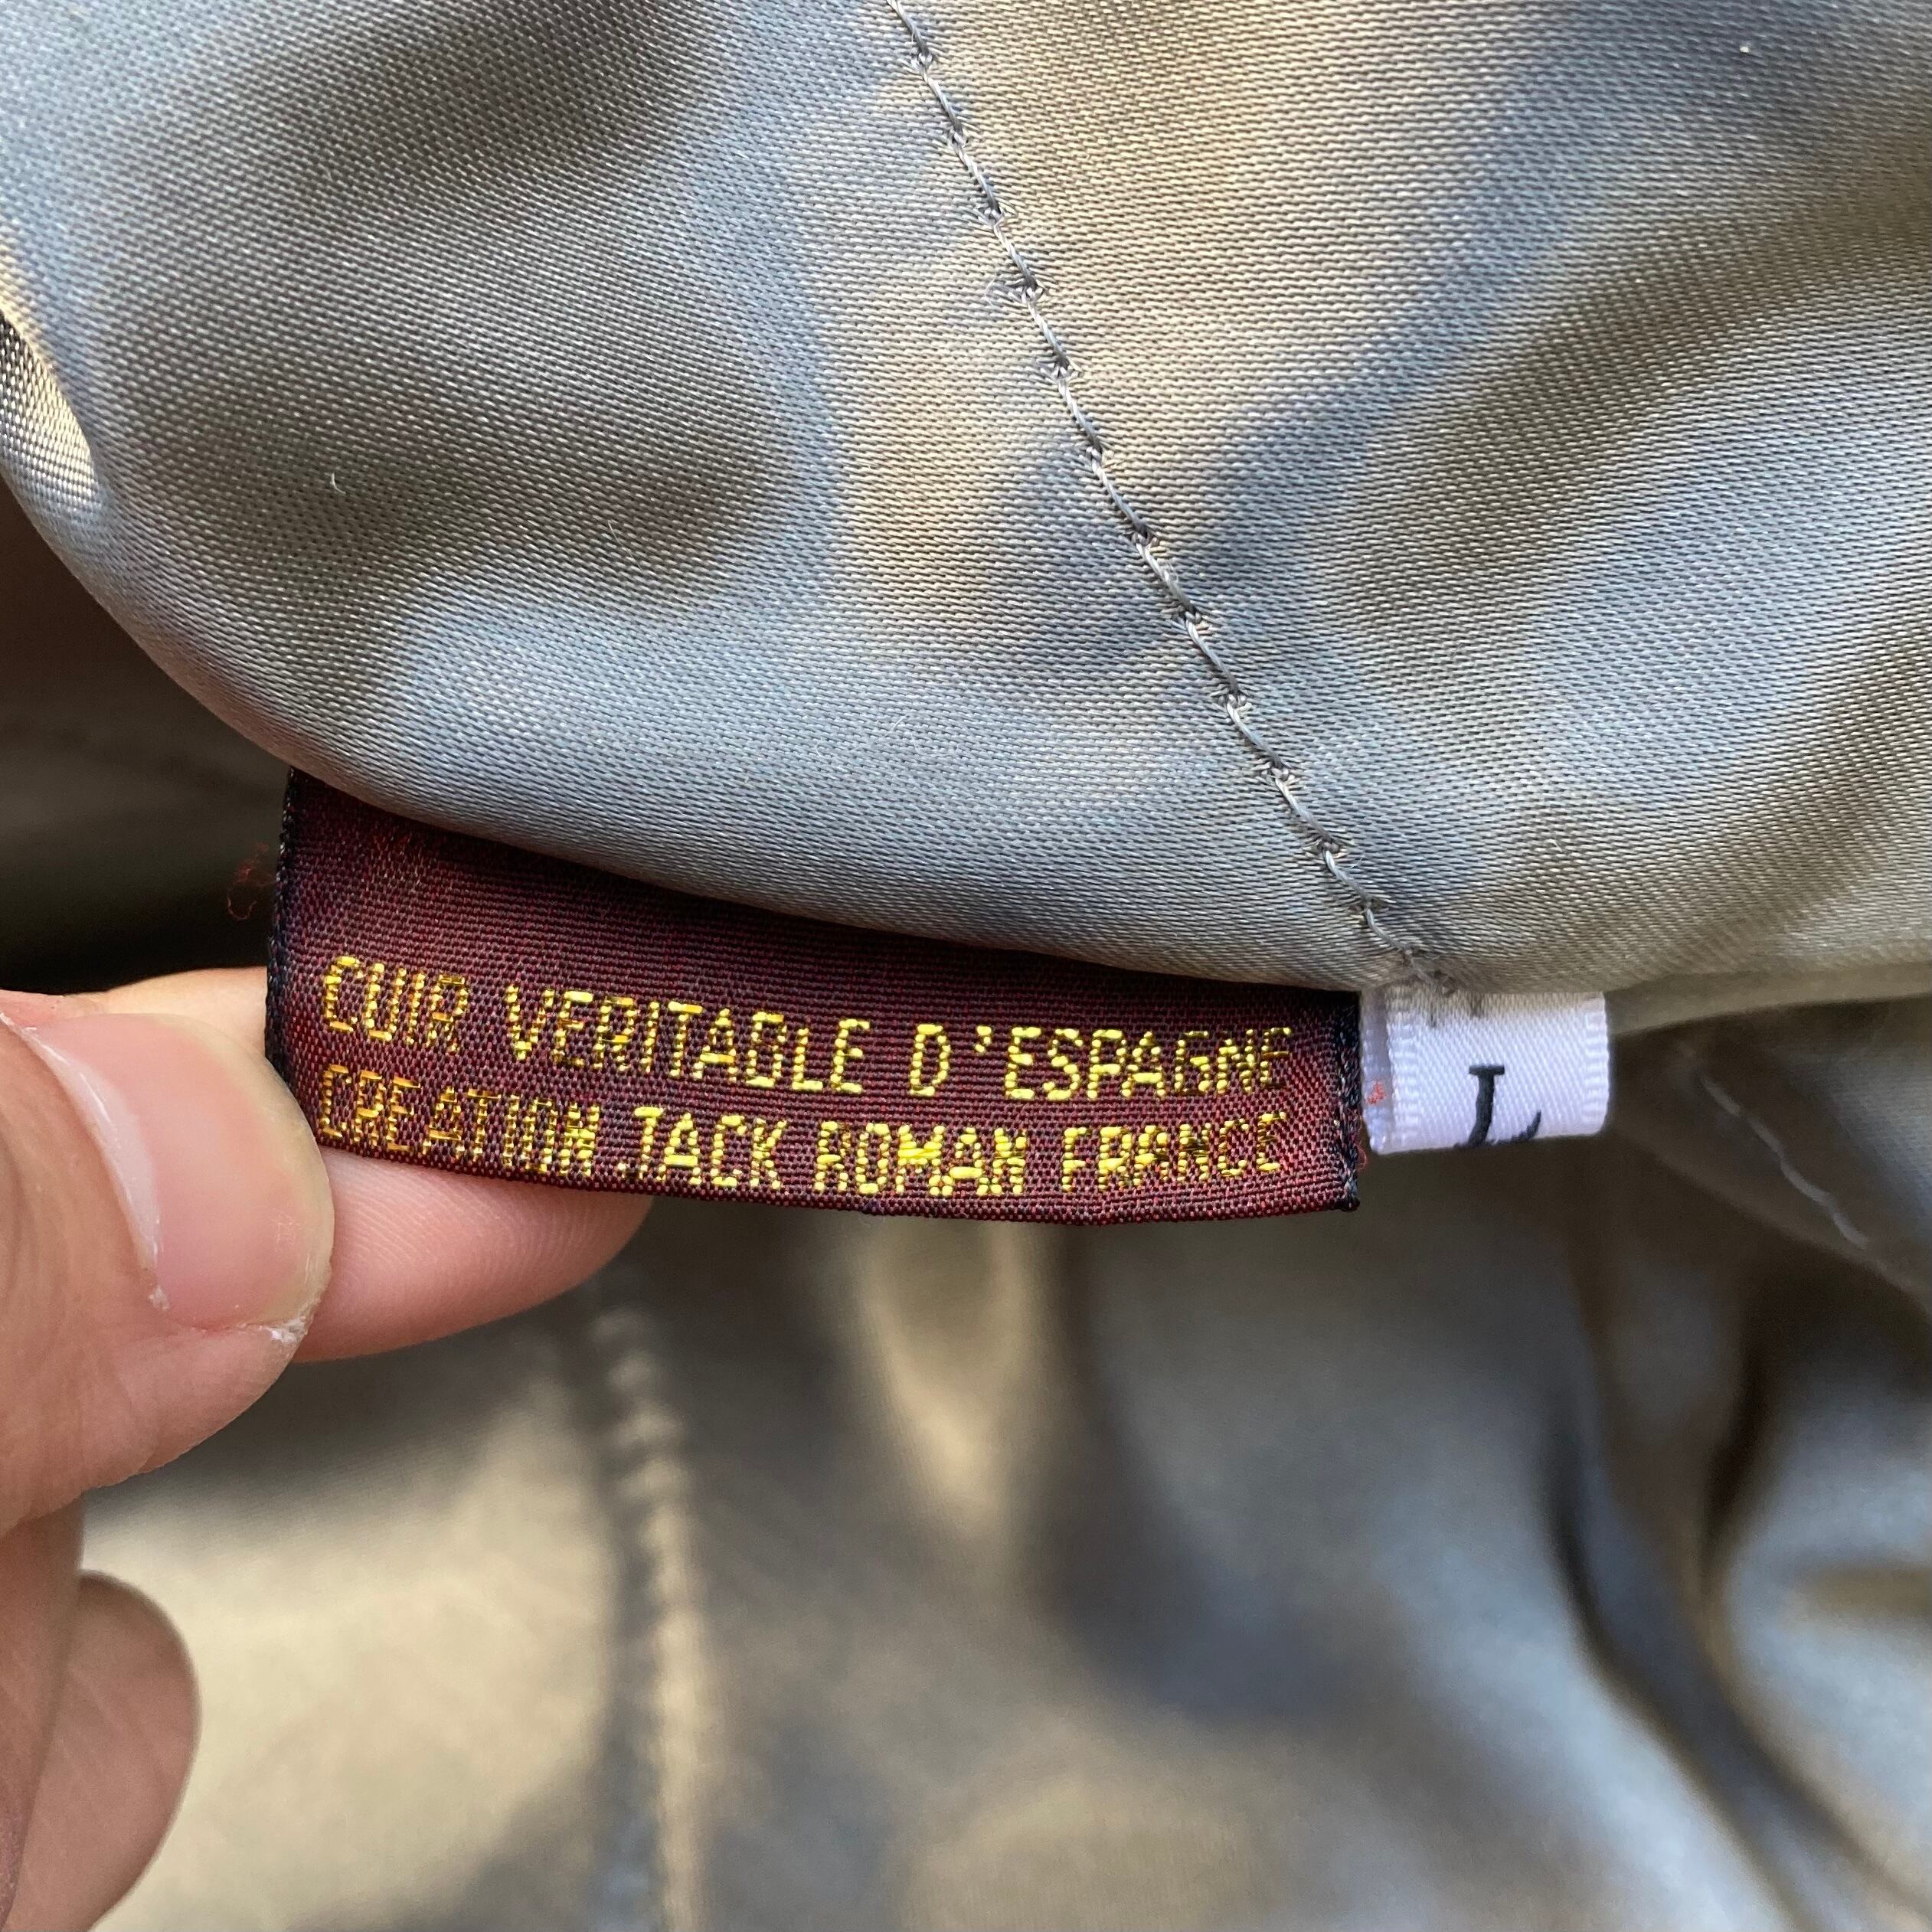 CUIR VERITABLE D'ESPAGNE
CREATION JACK ROMAN FRANCE
L